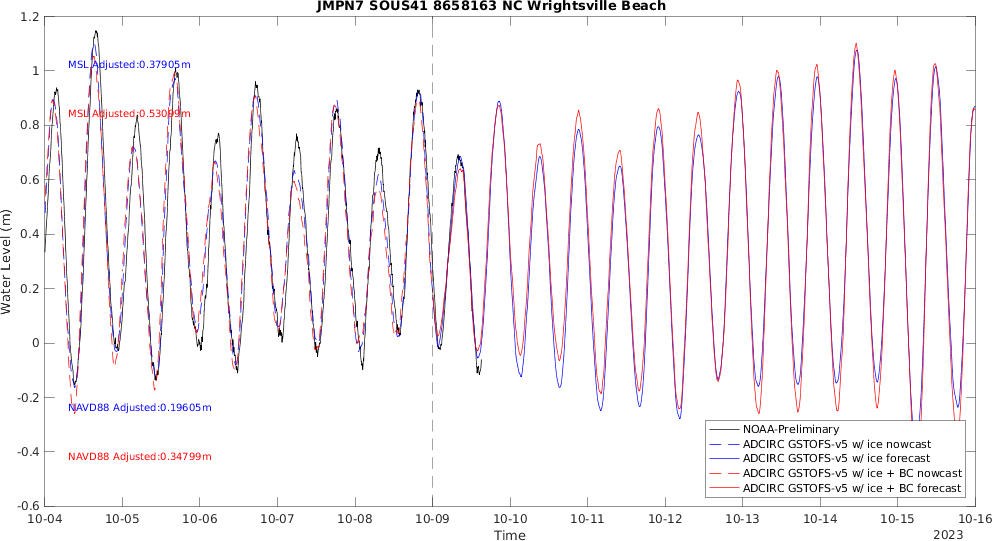 JMPN7 SOUS41 8658163 NC Wrightsville Beach
1.2
1
0.8
0.6
0.4
0.2
0
-0.2
-0.4
-0.6
Water Level (m)
MSL Adjusted:0.37905m
MSL Adjusted:0.53099m
NAVD88 Adjusted:0.19605m
NAVD88 Adjusted:0.34799m
NOAA-Preliminary
ADCIRC GSTOFS-v5 w/ ice nowcast
ADCIRC GSTOFS-v5 w/ ice forecast
ADCIRC GSTOFS-v5 w/ ice + BC nowcast
ADCIRC GSTOFS-v5 w/ ice + BC forecast
10-04 10-05 10-06 10-07 10-08 10-09 10-10 10-11 10-12 10-13 10-14 10-15 10-16
Time
2023